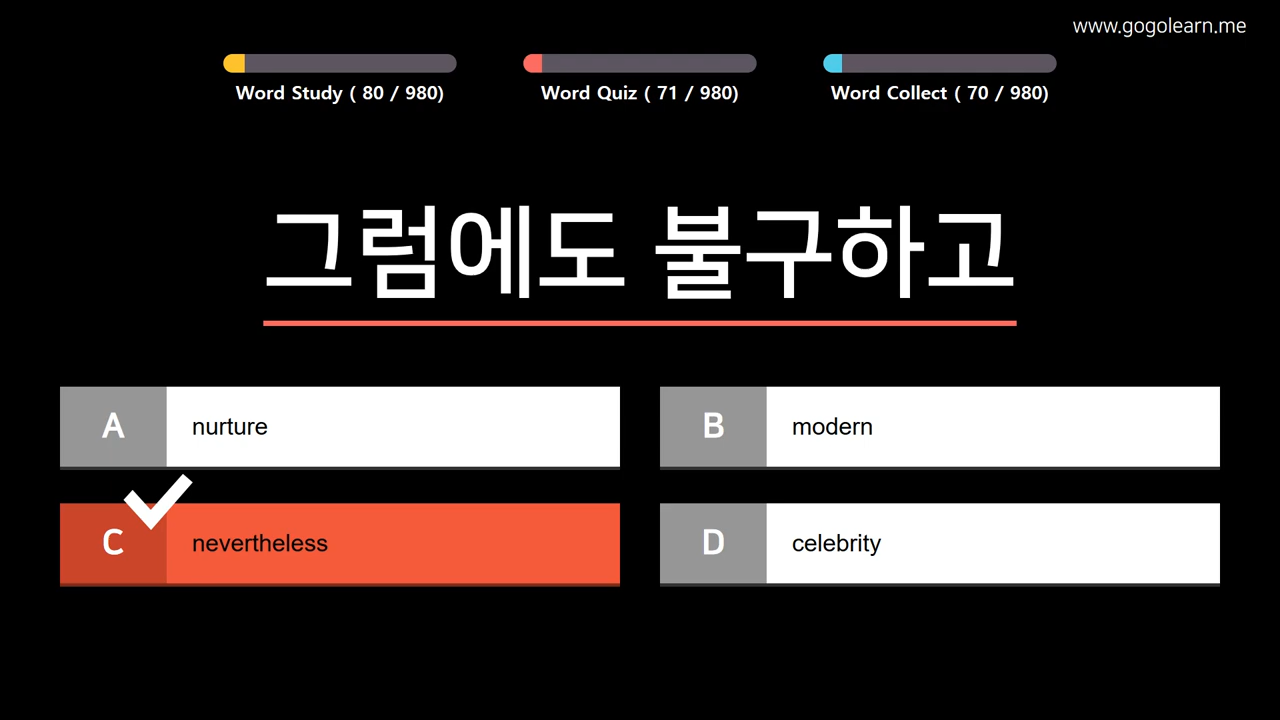 www.gogolearn.me
Word Study ( 80 / 980)
Word Quiz ( 71 / 980)
Word Collect ( 70 / 980)
그럼에도 불구하고
A nurture
B modern
C nevertheless
D celebrity